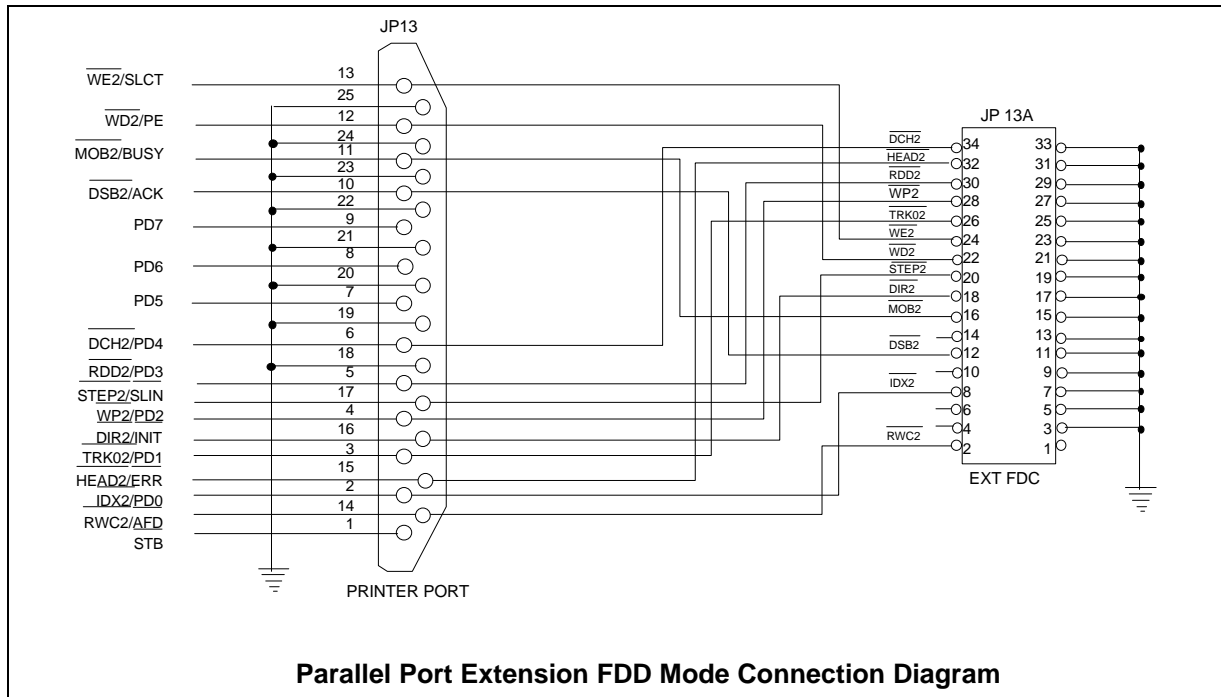 JP13
WE2/SLCT
WD2/PE
MOB2/BUSY
DSB2/ACK
PD7
PD6
PD5
DCH2/PD4
RDD2/PD3
STEP2/SLIN
WP2/PD2
DIR2/INIT
TRK02/PD1
HEAD2/ERR
IDX2/PD0
RWC2/AFD
STB
13
25
12
24
11
23
10
22
9
21
8
20
7
19
6
18
5
17
4
16
3
15
2
14
1
PRINTER PORT
JP 13A
DCH2 34 33
HEAD2 32 31
RDD2 30 29
WP2 28 27
TRK02 26 25
WE2 24 23
WD2 22 21
STEP2 20 19
DIR2 18 17
MOB2 16 15
14 13
DSB2 12 11
10 9
IDX2 8 7
6 5
4 3
RWC2 2 1
EXT FDC
Parallel Port Extension FDD Mode Connection Diagram